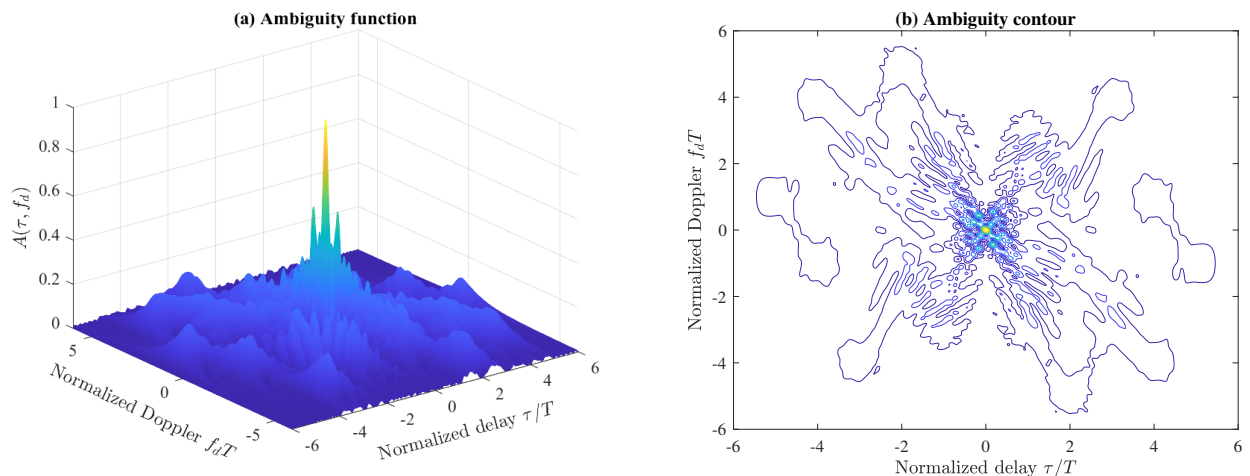 (a) Ambiguity function
1
0.8
0.6
0.4
0.2
0
A(τ, f_d)
5
0
-5
Normalized Doppler f_dT
-6
-4
-2
0
2
4
6
Normalized delay τ/T
(b) Ambiguity contour
6
4
2
0
-2
-4
-6
Normalized Doppler f_dT
-6 -4 -2 0 2 4 6
Normalized delay τ/T